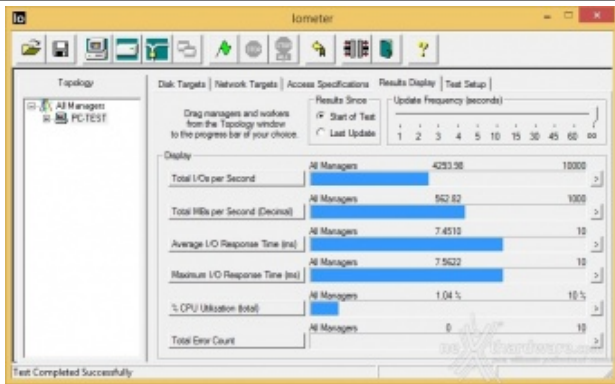 Iometer
Topology
All Managers
PC-TEST
Disk Targets | Network Targets | Access Specifications | Results Display | Test Setup
Drag managers and workers
from the Topology window
to the progress bar of your choice.
Results Since
Start of Test
Last Update
Update Frequency (seconds)
1 2 3 4 5 10 15 30 45 60 oo
Display
All Managers 4253.98 10000
Total I/Os per Second
All Managers 562.82 1000
Total MBs per Second (Decimal)
All Managers 7.4510 10
Average I/O Response Time (ms)
All Managers 7.5622 10
Maximum I/O Response Time (ms)
All Managers 1.04 % 10 %
% CPU Utilization (total)
All Managers 0 10
Total Error Count
Test Completed Successfully